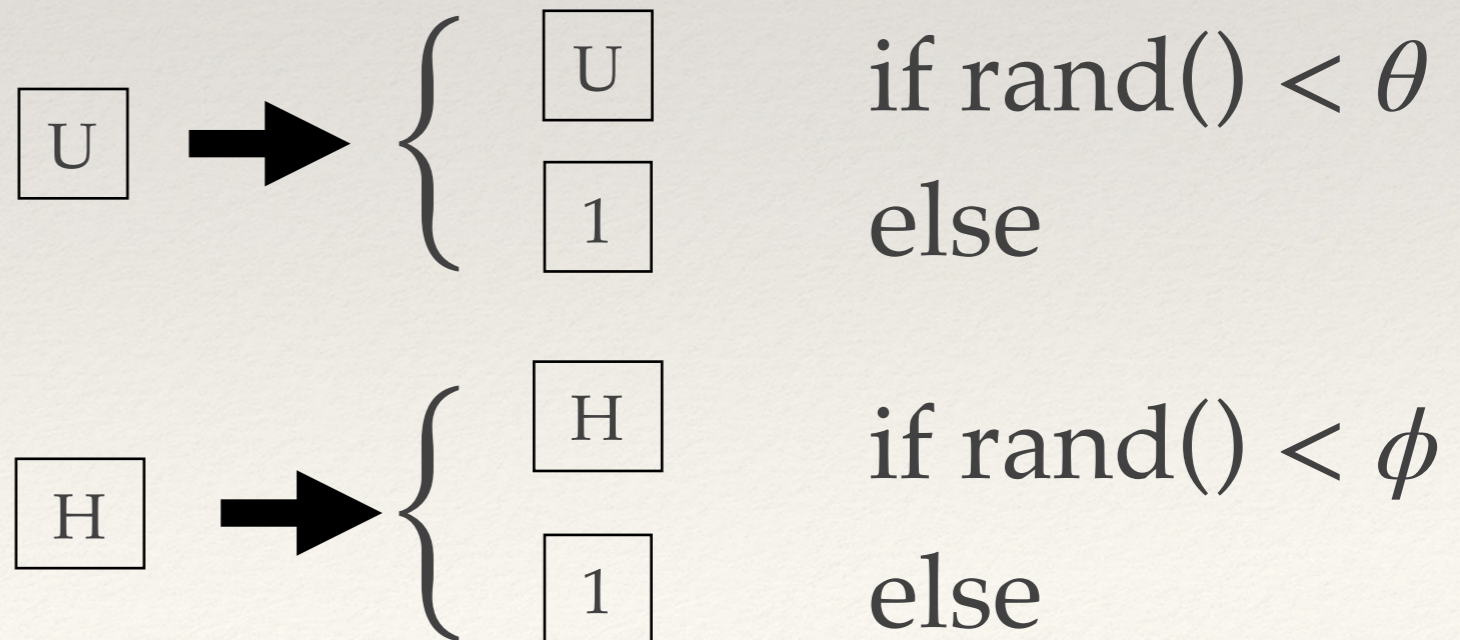 U if rand() < θ
U
1 else
H if rand() < ϕ
H
1 else